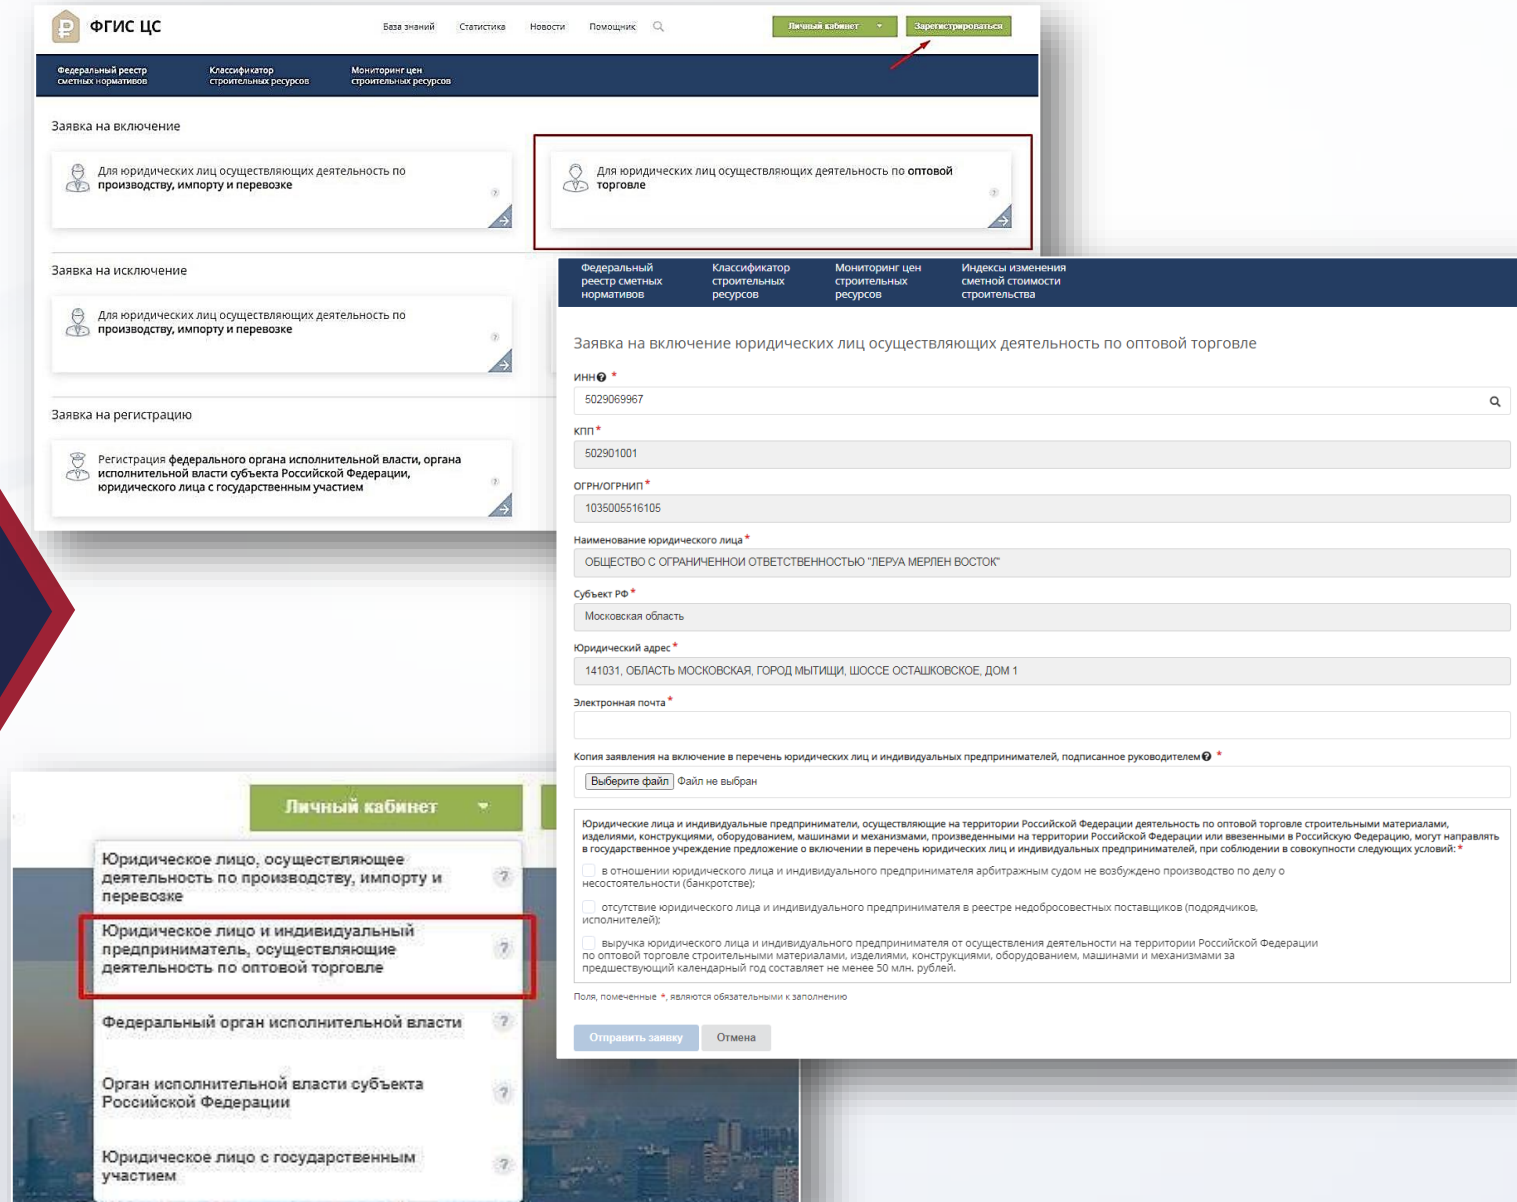 ФГИС ЦС
База знаний Статистика Новости Помощник
Личный кабинет Зарегистрироваться
Федеральный реестр
сметных нормативов
Классификатор
строительных ресурсов
Мониторинг цен
строительных ресурсов
Заявка на включение
Для юридических лиц осуществляющих деятельность по
производству, импорту и перевозке
?
Для юридических лиц осуществляющих деятельность по оптовой
торговле
?
Заявка на исключение
Для юридических лиц осуществляющих деятельность по
производству, импорту и перевозке
?
Заявка на регистрацию
Регистрация федерального органа исполнительной власти, органа
исполнительной власти субъекта Российской Федерации,
юридического лица с государственным участием
?
Федеральный
реестр сметных
нормативов
Классификатор
строительных
ресурсов
Мониторинг цен
строительных
ресурсов
Индексы изменения
сметной стоимости
строительства
Заявка на включение юридических лиц осуществляющих деятельность по оптовой торговле
ИНН? *
5029069967
КПП *
502901001
ОГРН/ОГРНИП *
1035005516105
Наименование юридического лица *
ОБЩЕСТВО С ОГРАНИЧЕННОЙ ОТВЕТСТВЕННОСТЬЮ "ЛЕРУА МЕРЛЕН ВОСТОК"
Субъект РФ *
Московская область
Юридический адрес *
141031, ОБЛАСТЬ МОСКОВСКАЯ, ГОРОД МЫТИЩИ, ШОССЕ ОСТАШКОВСКОЕ, ДОМ 1
Электронная почта *
Копия заявления на включение в перечень юридических лиц и индивидуальных предпринимателей, подписанное руководителем? *
Выберите файл Файл не выбран
Юридические лица и индивидуальные предприниматели, осуществляющие на территории Российской Федерации деятельность по оптовой торговле строительными материалами,
изделиями, конструкциями, оборудованием, машинами и механизмами, произведенными на территории Российской Федерации или ввезенными в Российскую Федерацию, могут направлять
в государственное учреждение предложение о включении в перечень юридических лиц и индивидуальных предпринимателей, при соблюдении в совокупности следующих условий: *
в отношении юридического лица и индивидуального предпринимателя арбитражным судом не возбуждено производство по делу о
несостоятельности (банкротстве);
отсутствие юридического лица и индивидуального предпринимателя в реестре недобросовестных поставщиков (подрядчиков,
исполнителей);
выручка юридического лица и индивидуального предпринимателя от осуществления деятельности на территории Российской Федерации
по оптовой торговле строительными материалами, изделиями, конструкциями, оборудованием, машинами и механизмами за
предшествующий календарный год составляет не менее 50 млн. рублей.
Поля, помеченные *, являются обязательными к заполнению
Отправить заявку Отмена
Личный кабинет
Юридическое лицо, осуществляющее
деятельность по производству, импорту и
перевозке
?
Юридическое лицо и индивидуальный
предприниматель, осуществляющие
деятельность по оптовой торговле
?
Федеральный орган исполнительной власти
?
Орган исполнительной власти субъекта
Российской Федерации
?
Юридическое лицо с государственным
участием
?